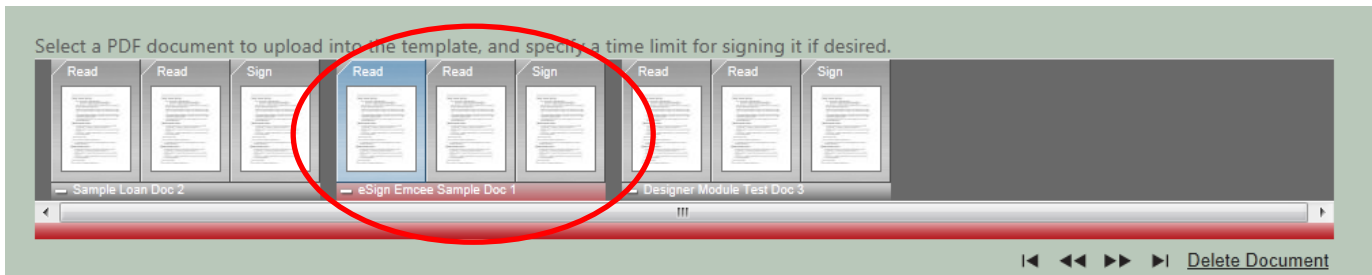 Select a PDF document to upload into the template, and specify a time limit for signing it if desired.
Read Read Sign Read Read Sign Read Read Sign
Sample Loan Doc 2 eSign Emcee Sample Doc 1 Designer Module Test Doc 3
Delete Document